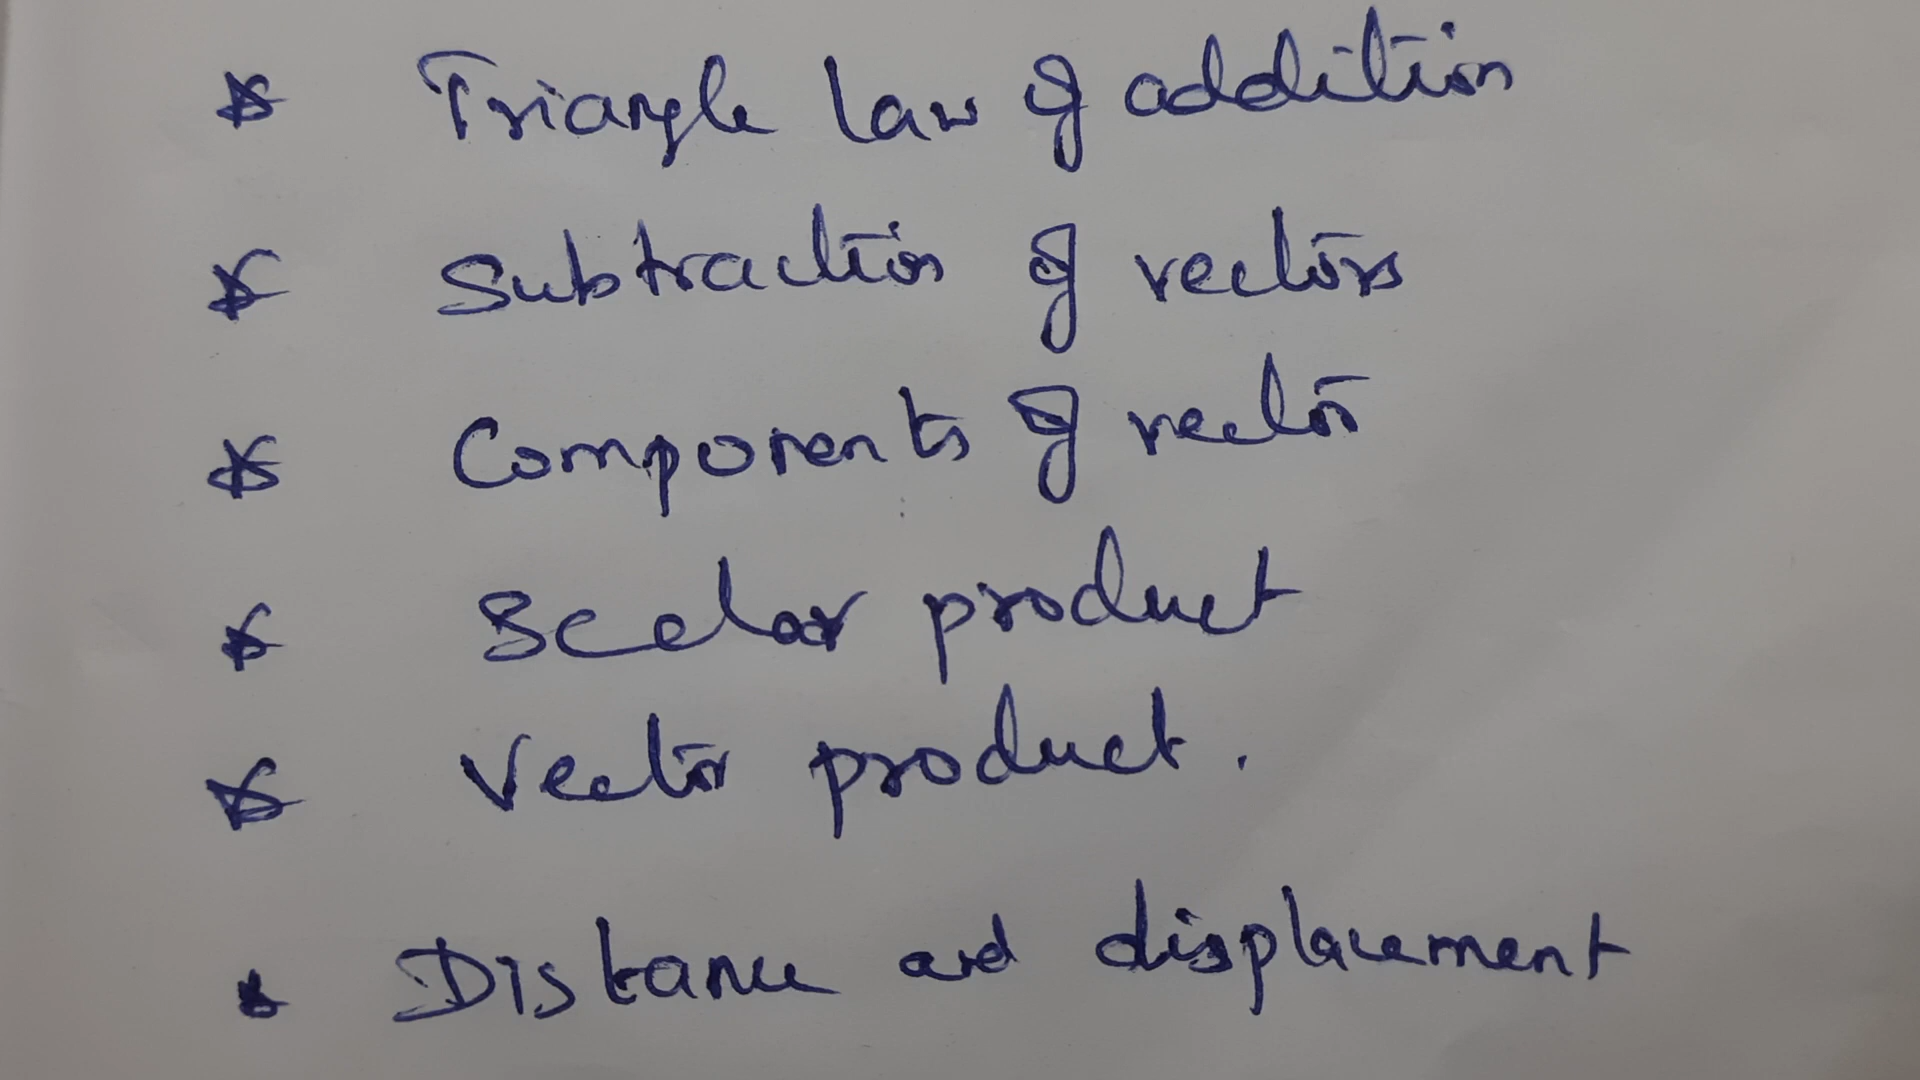 * Triangle law of addition
* Subtraction of vectors
* Components of vector
* Scalar product
* Vector product.
* Distance and displacement